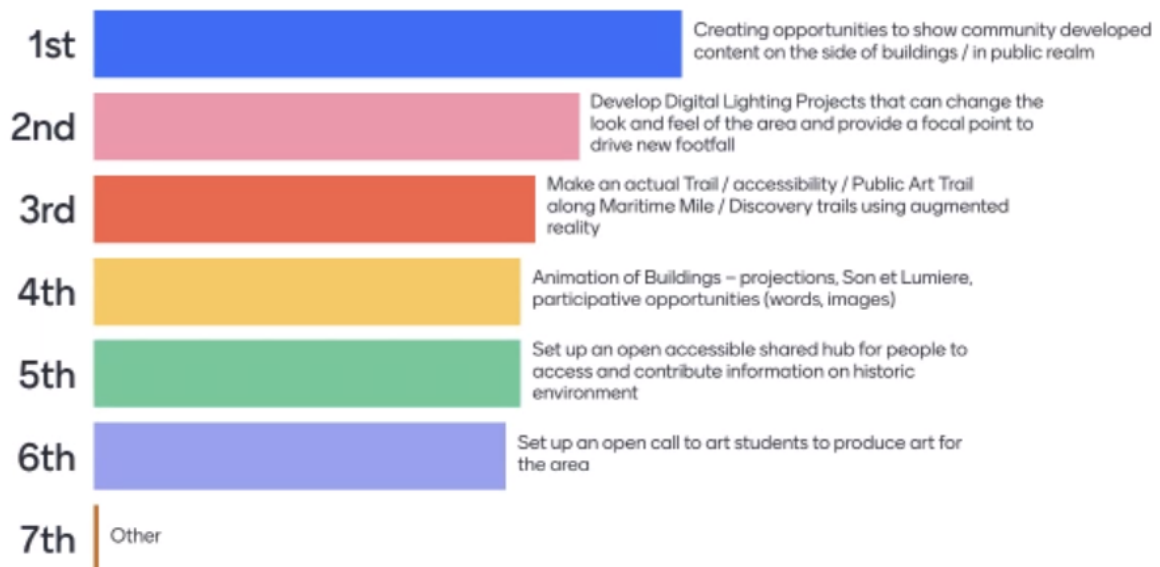 1st
Creating opportunities to show community developed
content on the side of buildings / in public realm
2nd
Develop Digital Lighting Projects that can change the
look and feel of the area and provide a focal point to
drive new footfall
3rd
Make an actual Trail / accessibility / Public Art Trail
along Maritime Mile / Discovery trails using augmented
reality
4th
Animation of Buildings – projections, Son et Lumiere,
participative opportunities (words, images)
5th
Set up an open accessible shared hub for people to
access and contribute information on historic
environment
6th
Set up an open call to art students to produce art for
the area
7th
Other